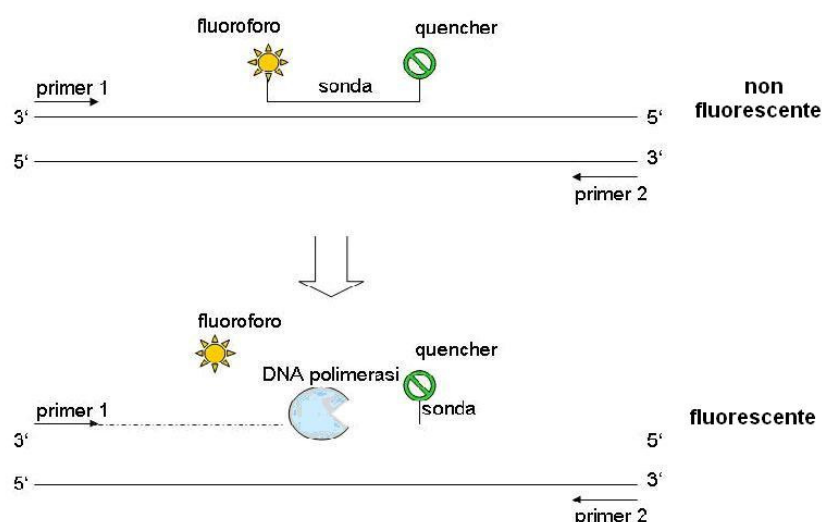 fluoroforo
quencher
primer 1
sonda
non
fluorescente
3‘
5‘
5‘
3‘
primer 2
fluoroforo
quencher
DNA polimerasi
sonda
primer 1
fluorescente
3‘
5‘
5‘
3‘
primer 2